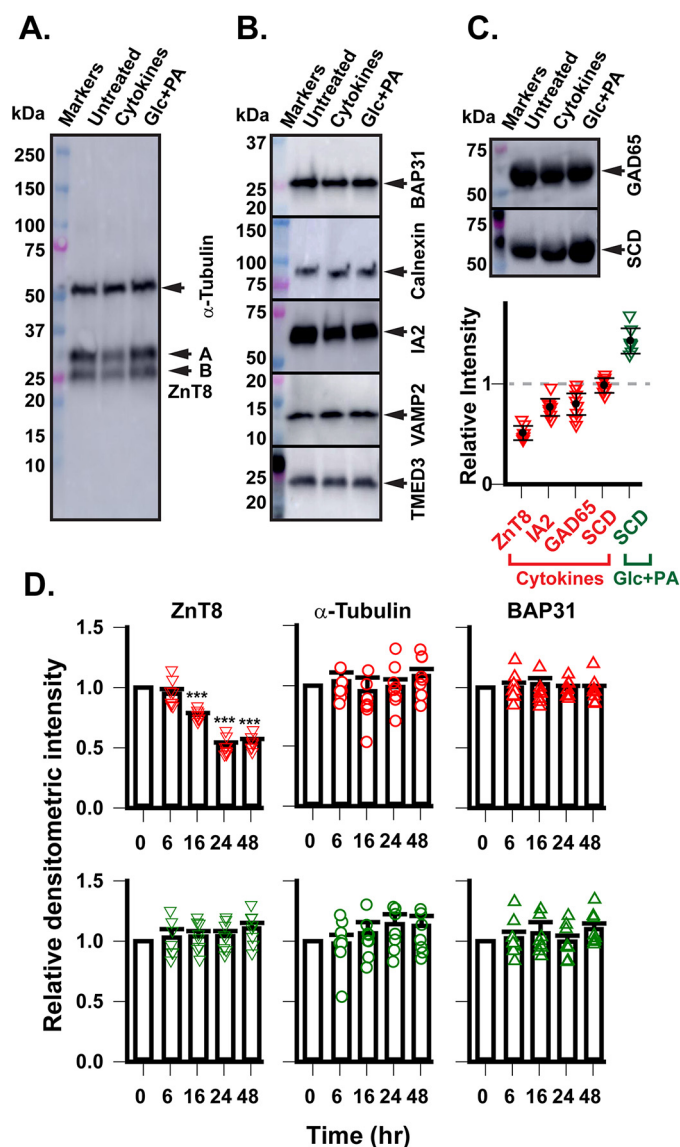 A.
kDa
Markers
Untreated
Cytokines
Glc+PA
250
150
100
75
50
37
25
20
15
10
α-Tubulin
A
B
ZnT8
B.
kDa
Markers
Untreated
Cytokines
Glc+PA
37
25
20
BAP31
150
100
75
Calnexin
75
50
IA2
20
15
10
VAMP2
25
20
TMED3
C.
kDa
Markers
Untreated
Cytokines
Glc+PA
75
50
GAD65
75
50
SCD
Relative Intensity
1
0
ZnT8
IA2
GAD65
SCD
SCD
Cytokines
Glc+PA
D.
Relative densitometric intensity
ZnT8
α-Tubulin
BAP31
1.5
1.0
0.5
0.0
***
***
***
0 6 16 24 48
0 6 16 24 48
0 6 16 24 48
1.5
1.0
0.5
0.0
0 6 16 24 48
0 6 16 24 48
0 6 16 24 48
Time (hr)